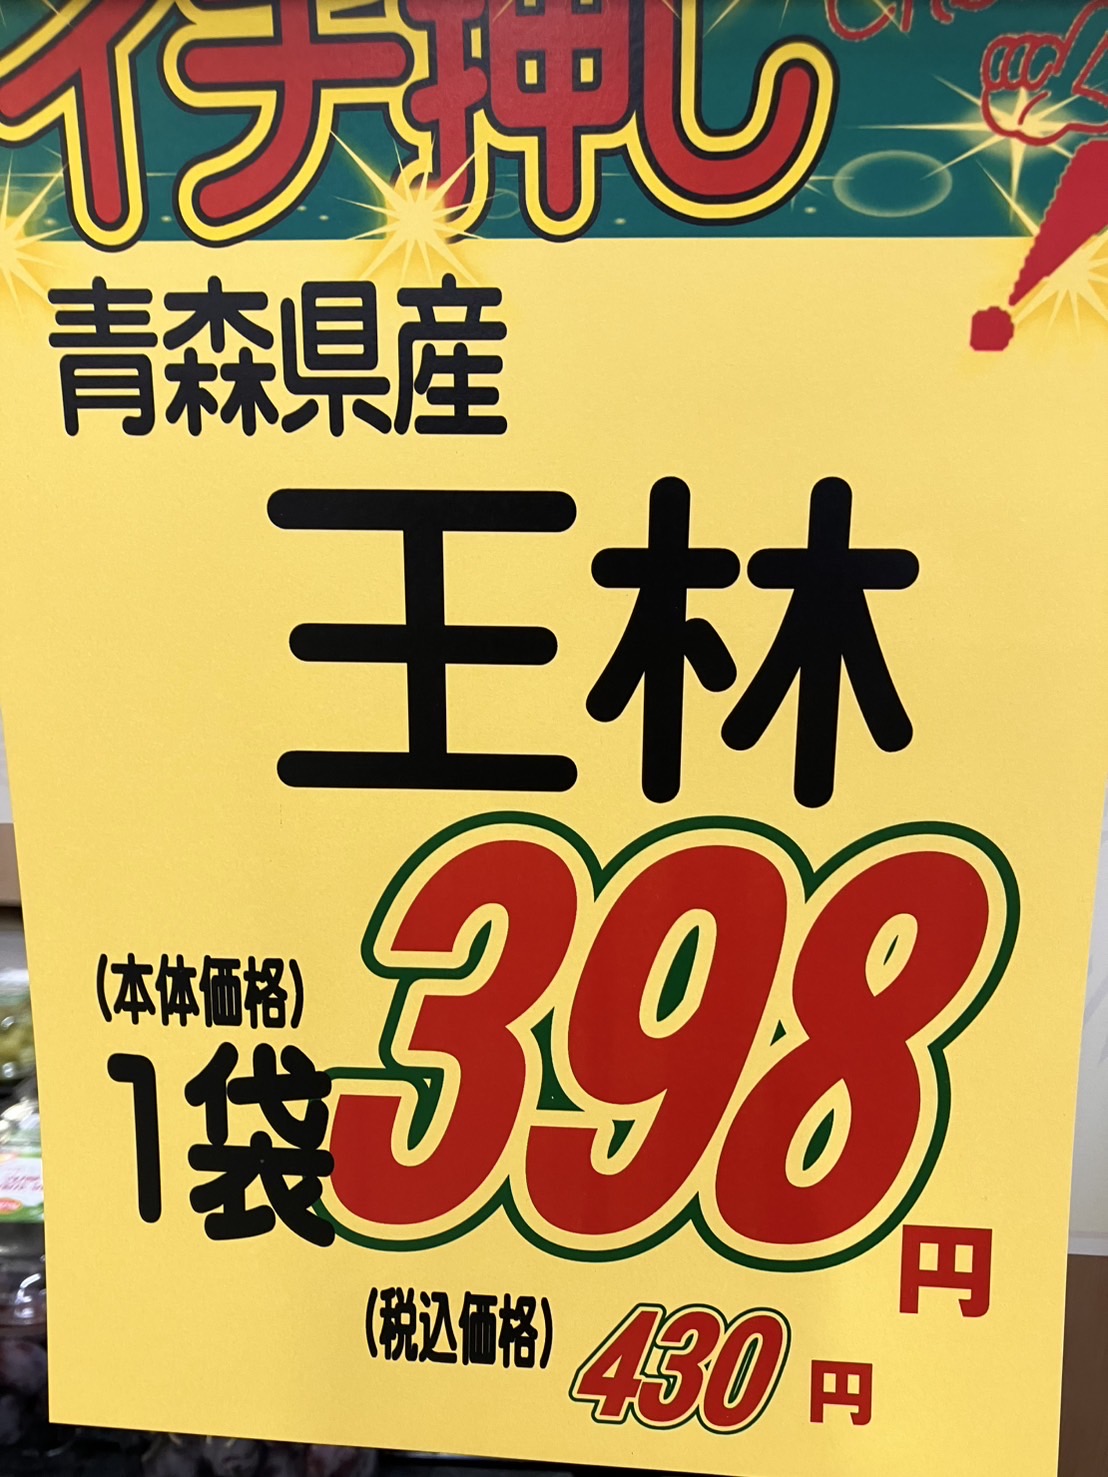 イチ押し
青森県産
王林
(本体価格)
1袋 398円
(税込価格) 430円